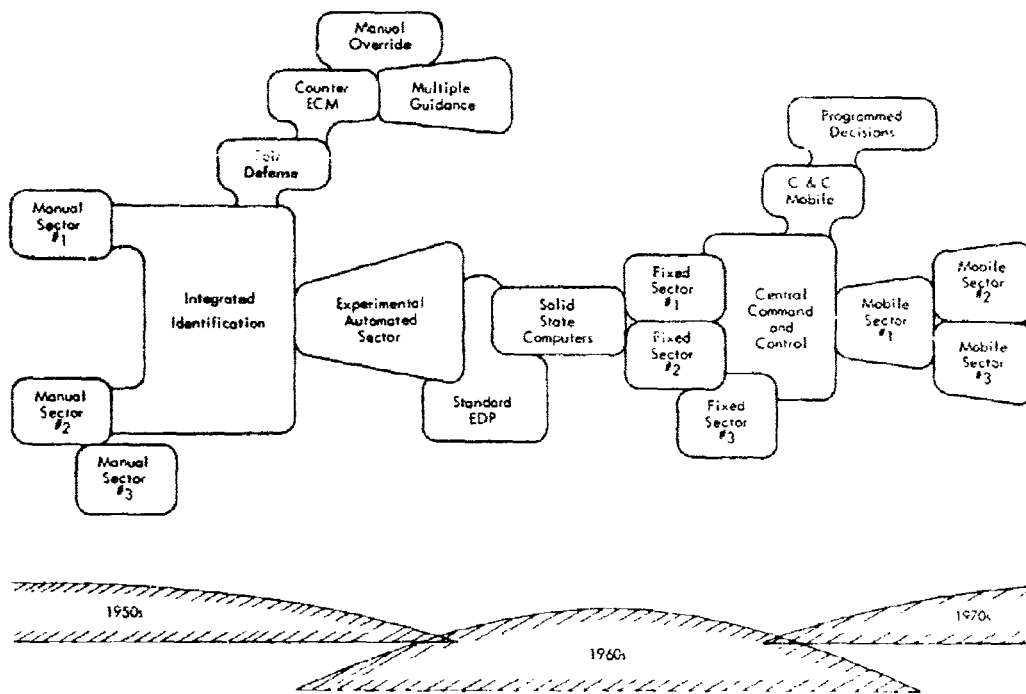 Manual
Override
Counter
ECM
Multiple
Guidance
Defense
Programmed
Decisions
C & C
Mobile
Manual
Sector
#1
Integrated
Identification
Experimental
Automated
Sector
Solid
State
Computers
Fixed
Sector
#1
Fixed
Sector
#2
Central
Command
and
Control
Mobile
Sector
#1
Mobile
Sector
#2
Mobile
Sector
#3
Manual
Sector
#2
Standard
EDP
Fixed
Sector
#3
Manual
Sector
#3
1950s
1960s
1970s